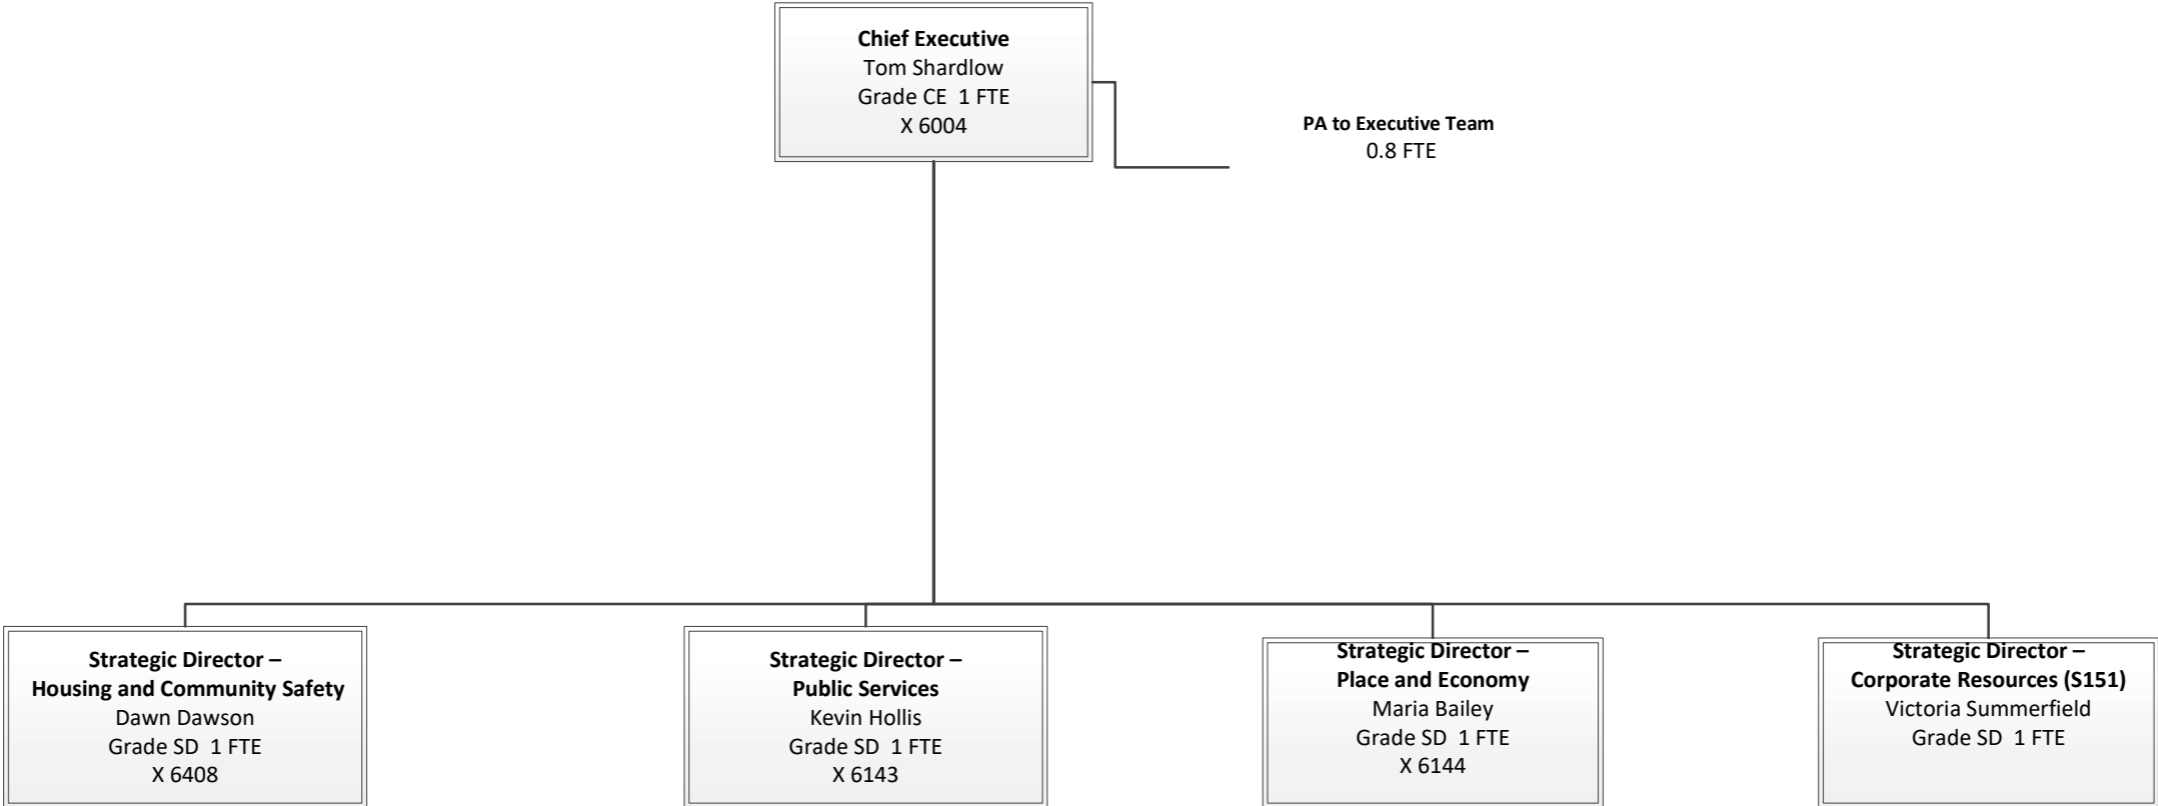 Chief Executive
Tom Shardlow
Grade CE 1 FTE
X 6004
PA to Executive Team
0.8 FTE
Strategic Director –
Housing and Community Safety
Dawn Dawson
Grade SD 1 FTE
X 6408
Strategic Director –
Public Services
Kevin Hollis
Grade SD 1 FTE
X 6143
Strategic Director –
Place and Economy
Maria Bailey
Grade SD 1 FTE
X 6144
Strategic Director –
Corporate Resources (S151)
Victoria Summerfield
Grade SD 1 FTE